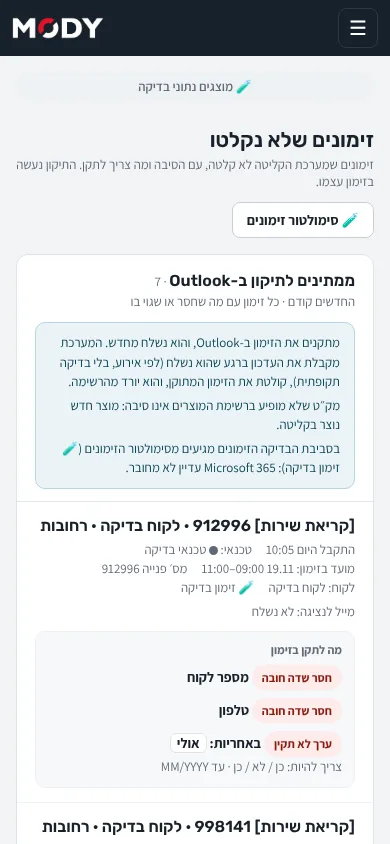 MODY
🧪 מוצגים נתוני בדיקה
זימונים שלא נקלטו
זימונים שמערכת הקליטה לא קלטה, עם הסיבה ומה צריך לתקן. התיקון נעשה
בזימון עצמו.
🧪 סימולטור זימונים
ממתינים לתיקון ב-Outlook · 7
החדשים קודם · כל זימון עם מה שחסר או שגוי בו
מתקנים את הזימון ב-Outlook, והוא נשלח מחדש. המערכת
מקבלת את העדכון ברגע שהוא נשלח (לפי אירוע, בלי בדיקה
תקופתית), קולטת את הזימון המתוקן, והוא יורד מהרשימה.
מק״ט שלא מופיע ברשימת המוצרים אינו סיבה: מוצר חדש
נוצר בקליטה.
בסביבת הבדיקה הזימונים מגיעים מסימולטור הזימונים (🧪
זימון בדיקה); Microsoft 365 עדיין לא מחובר.
[קריאת שירות] 912996 • לקוח בדיקה • רחובות
התקבל היום 10:05 טכנאי: טכנאי בדיקה
מועד בזימון: 19.11 09:00–11:00 מס׳ פנייה 912996
לקוח: לקוח בדיקה 🧪 זימון בדיקה
מייל לנציגה: לא נשלח
מה לתקן בזימון
חסר שדה חובה מספר לקוח
חסר שדה חובה טלפון
ערך לא תקין באחריות: אולי
צריך להיות: כן / לא / כן · עד MM/YYYY
[קריאת שירות] 998141 • לקוח בדיקה • רחובות